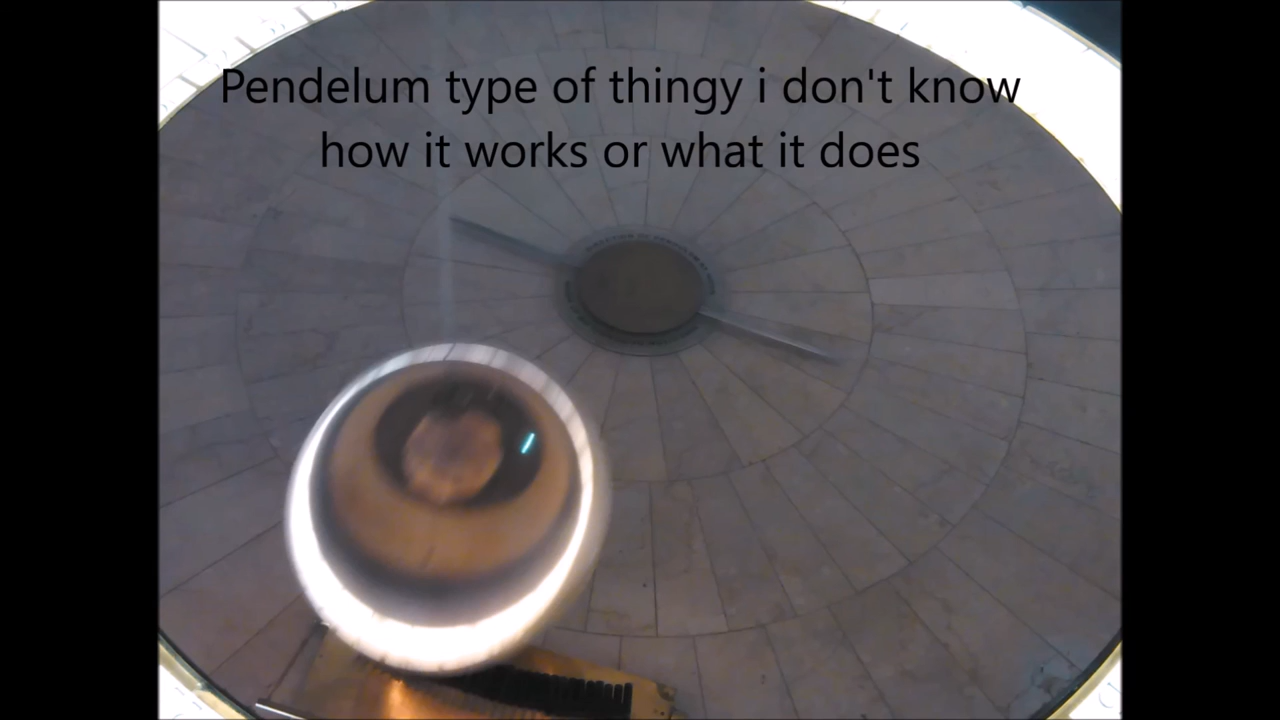 Pendelum type of thingy i don't know
how it works or what it does